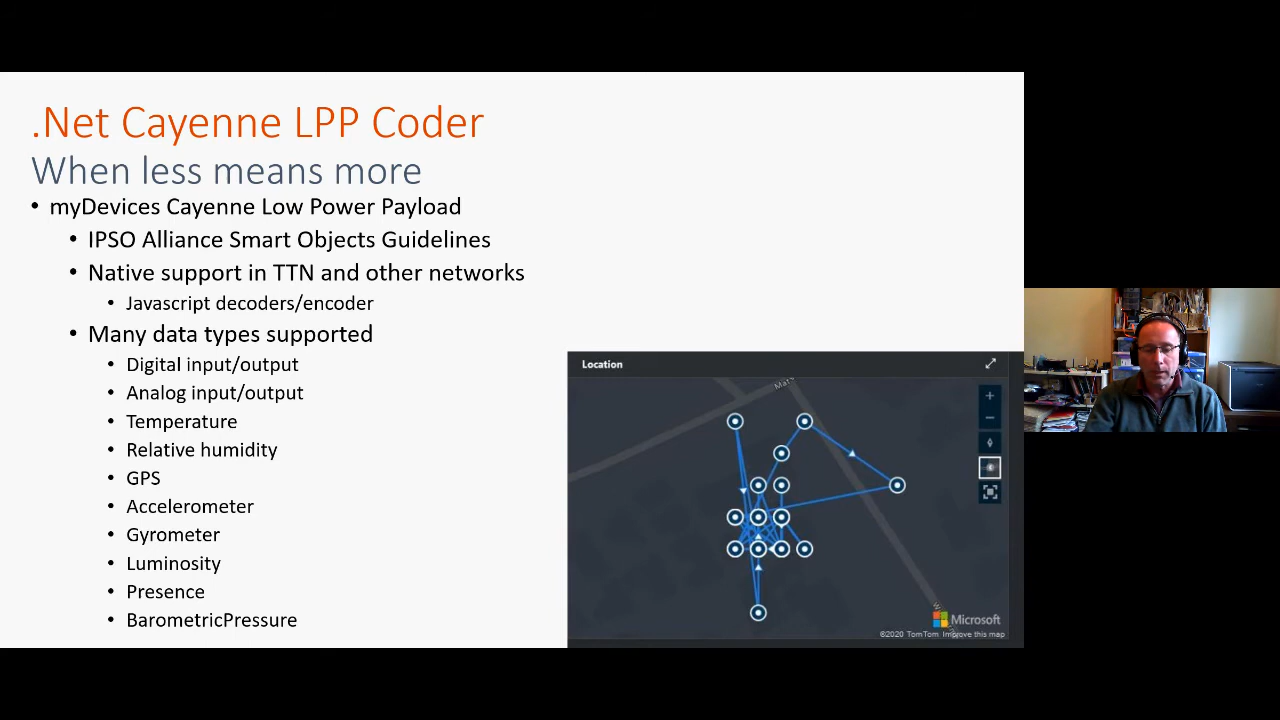 .Net Cayenne LPP Coder
When less means more
• myDevices Cayenne Low Power Payload
• IPSO Alliance Smart Objects Guidelines
• Native support in TTN and other networks
• Javascript decoders/encoder
• Many data types supported
• Digital input/output
• Analog input/output
• Temperature
• Relative humidity
• GPS
• Accelerometer
• Gyrometer
• Luminosity
• Presence
• BarometricPressure
Location
Microsoft
©2020 TomTom Improve this map